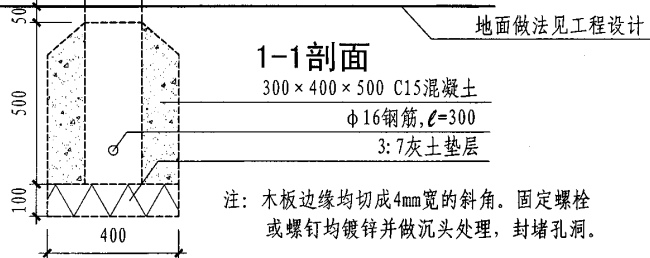 50
地面做法见工程设计
1-1剖面
300×400×500 C15混凝土
500
ф16钢筋,ℓ=300
3:7灰土垫层
100
注: 木板边缘均切成4mm宽的斜角。固定螺栓
或螺钉均镀锌并做沉头处理, 封堵孔洞。
400